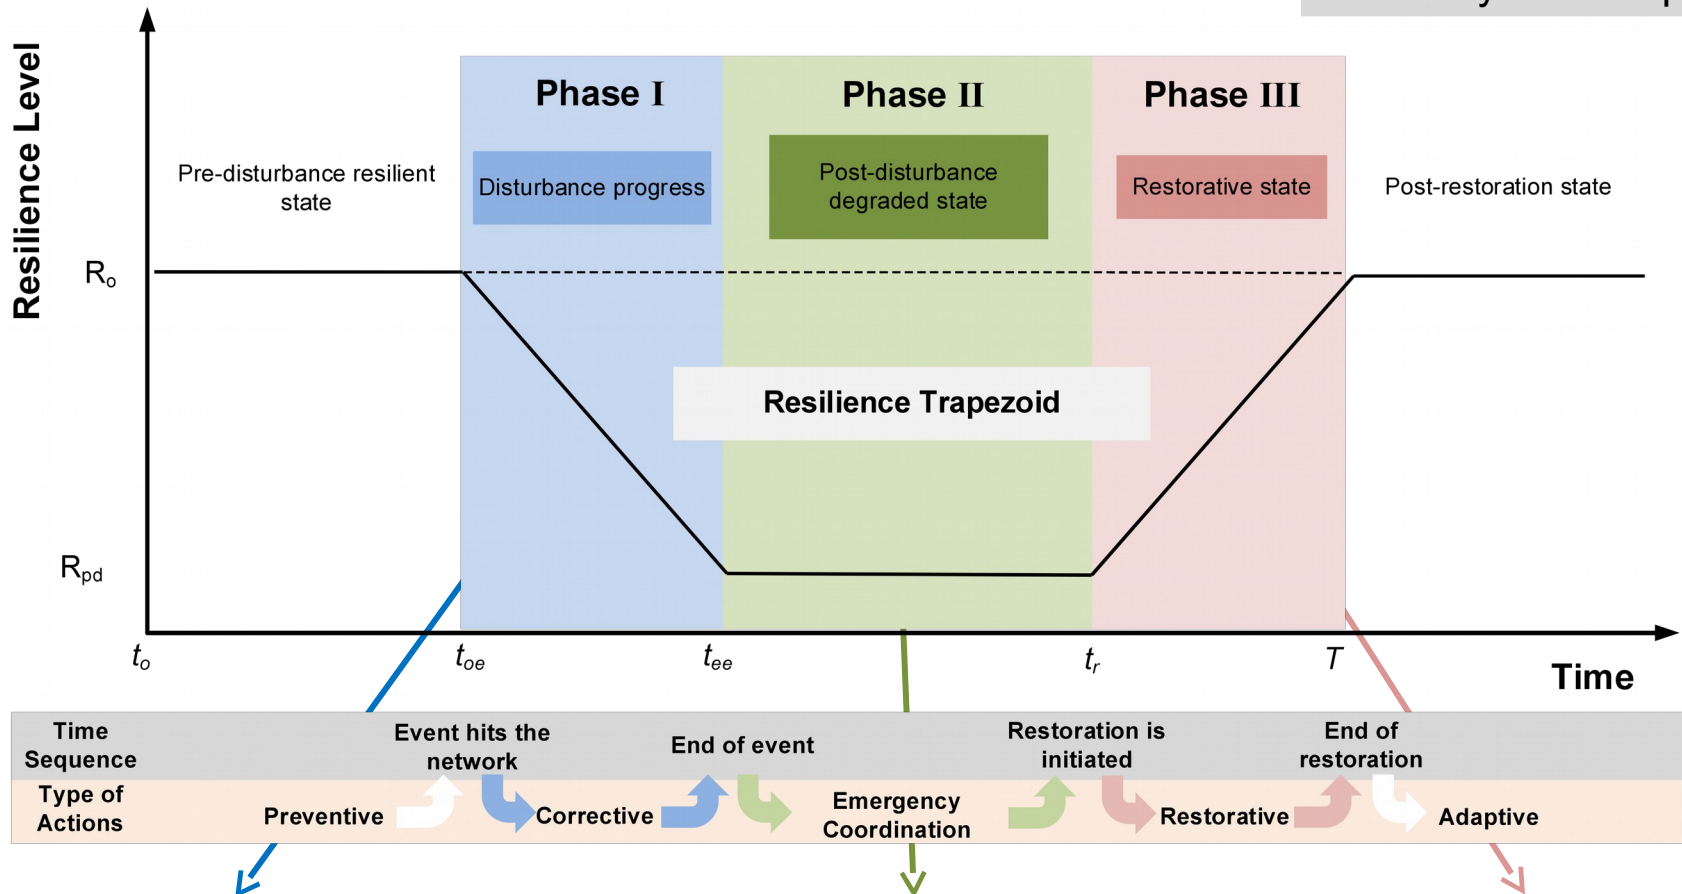 Resilience Level
Phase I
Phase II
Phase III
Pre-disturbance resilient
state
Disturbance progress
Post-disturbance
degraded state
Restorative state
Post-restoration state
Ro
Resilience Trapezoid
Rpd
to
toe
tee
tr
T
Time
Time
Sequence
Event hits the
network
End of event
Restoration is
initiated
End of
restoration
Type of
Actions
Preventive
Corrective
Emergency
Coordination
Restorative
Adaptive